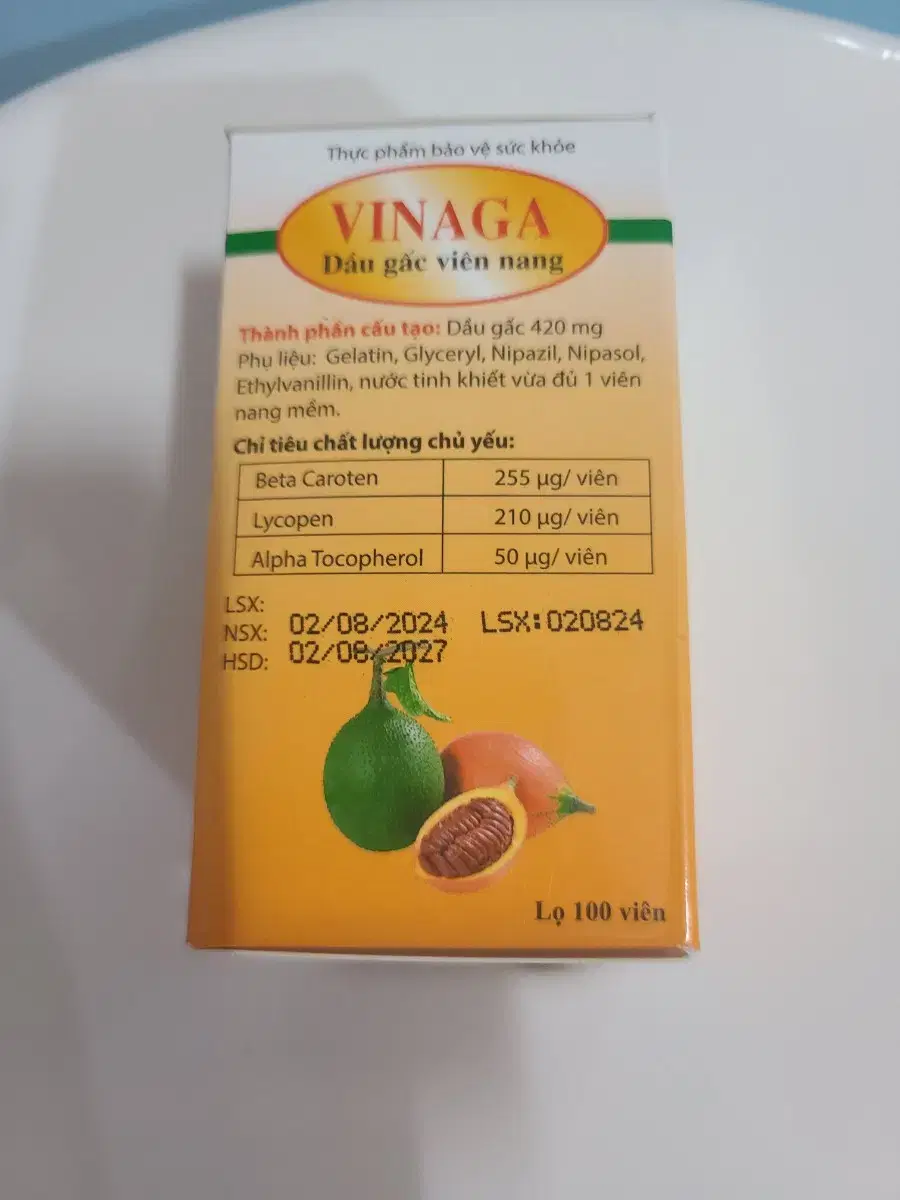 Thực phẩm bảo vệ sức khỏe
VINAGA
Dầu gấc viên nang
Thành phần cấu tạo: Dầu gấc 420 mg
Phụ liệu: Gelatin, Glyceryl, Nipazil, Nipasol,
Ethylvanillin, nước tinh khiết vừa đủ 1 viên
nang mềm.
Chỉ tiêu chất lượng chủ yếu:
Beta Caroten 255 µg/ viên
Lycopen 210 µg/ viên
Alpha Tocopherol 50 µg/ viên
LSX:
NSX: 02/08/2024 LSX:020824
HSD: 02/08/2027
Lọ 100 viên